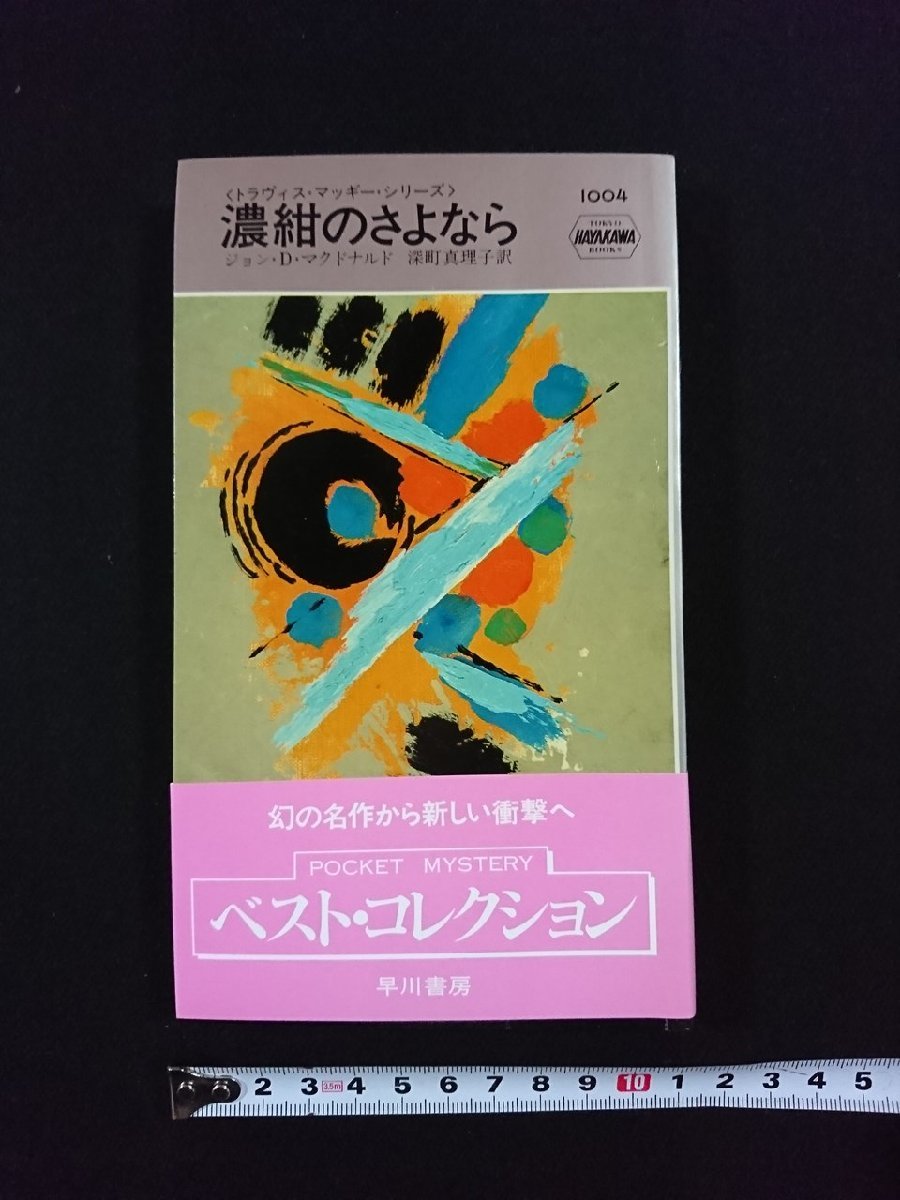 〈トラヴィス・マッギー・シリーズ〉
濃紺のさよなら
ジョン・D・マクドナルド 深町真理子訳
1004
TOKYO
HAYAKAWA
BOOKS
幻の名作から新しい衝撃へ
POCKET MYSTERY
ベスト・コレクション
早川書房
2 3 3.5m 4 5 6 7 8 9 10 1 2 3 4 5